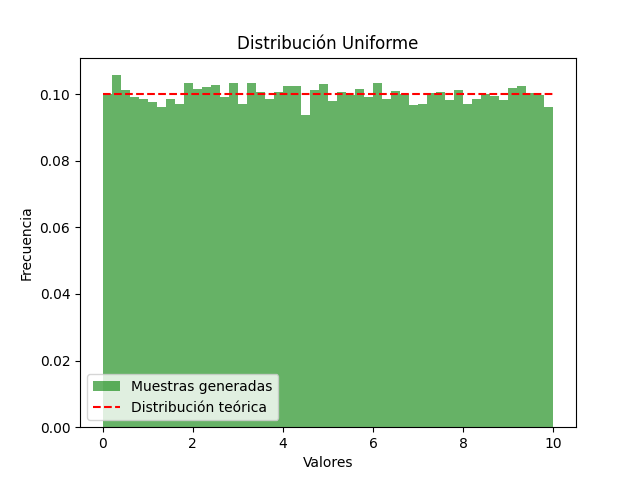 Distribución Uniforme
Frecuencia
0.10
0.08
0.06
0.04
0.02
0.00
Muestras generadas
Distribución teórica
0 2 4 6 8 10
Valores